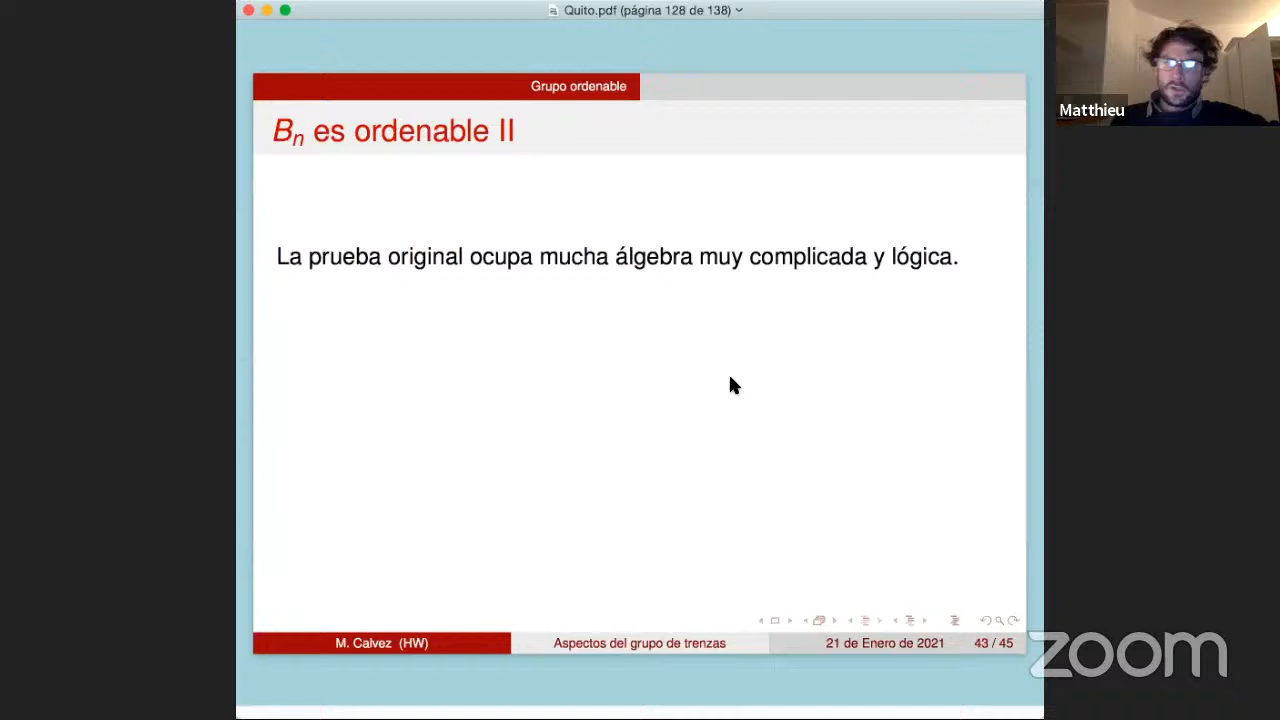 Quito.pdf (página 128 de 138)
Matthieu
Grupo ordenable
Bn es ordenable II
La prueba original ocupa mucha álgebra muy complicada y lógica.
M. Calvez (HW)
Aspectos del grupo de trenzas
21 de Enero de 2021
43 / 45
zoom